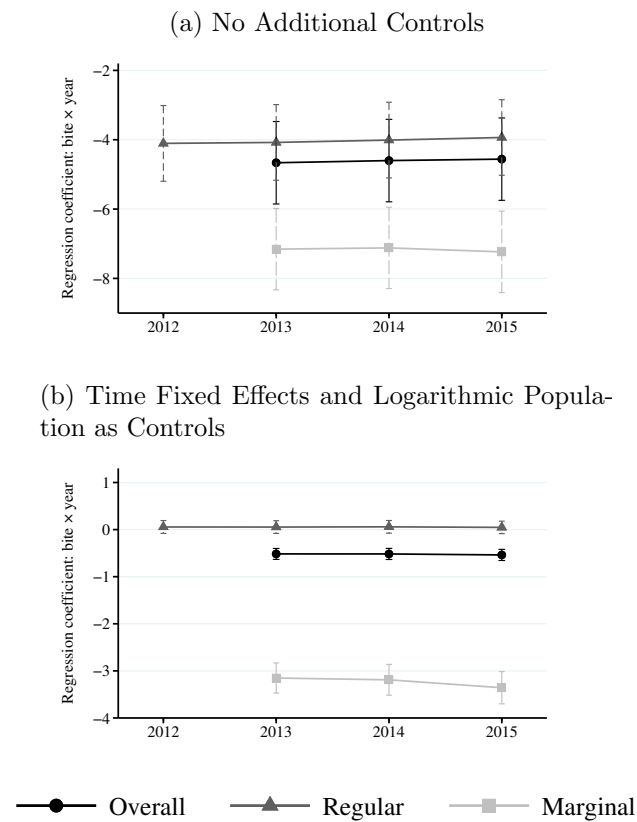 (a) No Additional Controls
Regression coefficient: bite × year
−2
−4
−6
−8
2012 2013 2014 2015
(b) Time Fixed Effects and Logarithmic Popula-
tion as Controls
Regression coefficient: bite × year
1
0
−1
−2
−3
−4
2012 2013 2014 2015
Overall Regular Marginal